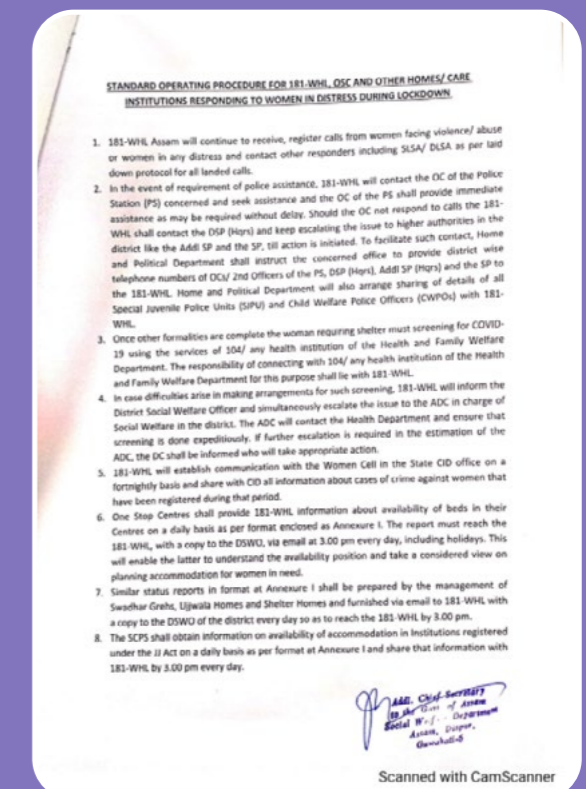 STANDARD OPERATING PROCEDURE FOR 181-WHL, OSC AND OTHER HOMES/ CARE
INSTITUTIONS RESPONDING TO WOMEN IN DISTRESS DURING LOCKDOWN
1. 181-WHL Assam will continue to receive, register calls from women facing violence/ abuse
or women in any distress and contact other responders including SLSA/ DLSA as per laid
down protocol for all landed calls.
2. In the event of requirement of police assistance, 181-WHL will contact the OC of the Police
Station (PS) concerned and seek assistance and the OC of the PS shall provide immediate
assistance as may be required without delay. Should the OC not respond to calls the 181-
WHL shall contact the DSP (Hqrs) and keep escalating the issue to higher authorities in the
district like the Addl SP and the SP, till action is initiated. To facilitate such contact, Home
and Political Department shall instruct the concerned office to provide district wise
telephone numbers of OCs/ 2nd Officers of the PS, DSP (Hqrs), Addl SP (Hqrs) and the SP to
the 181-WHL. Home and Political Department will also arrange sharing of details of all
Special Juvenile Police Units (SJPU) and Child Welfare Police Officers (CWPOs) with 181-
WHL.
3. Once other formalities are complete the woman requiring shelter must screening for COVID-
19 using the services of 104/ any health institution of the Health and Family Welfare
Department. The responsibility of connecting with 104/ any health institution of the Health
and Family Welfare Department for this purpose shall lie with 181-WHL.
4. In case difficulties arise in making arrangements for such screening, 181-WHL will inform the
District Social Welfare Officer and simultaneously escalate the issue to the ADC in charge of
Social Welfare in the district. The ADC will contact the Health Department and ensure that
screening is done expeditiously. If further escalation is required in the estimation of the
ADC, the DC shall be informed who will take appropriate action.
5. 181-WHL will establish communication with the Women Cell in the State CID office on a
fortnightly basis and share with CID all information about cases of crime against women that
have been registered during that period.
6. One Stop Centres shall provide 181-WHL information about availability of beds in their
Centres on a daily basis as per format enclosed as Annexure I. The report must reach the
181-WHL, with a copy to the DSWO, via email at 3.00 pm every day, including holidays. This
will enable the latter to understand the availability position and take a considered view on
planning accommodation for women in need.
7. Similar status reports in format at Annexure I shall be prepared by the management of
Swadhar Grehs, Ujjwala Homes and Shelter Homes and furnished via email to 181-WHL with
a copy to the DSWO of the district every day so as to reach the 181-WHL by 3.00 pm.
8. The SCPS shall obtain information on availability of accommodation in Institutions registered
under the JJ Act on a daily basis as per format at Annexure I and share that information with
181-WHL by 3.00 pm every day.
Addl. Chief Secretary
to the Govt of Assam
Social Department
Assam, Dispur,
Guwahati-6
Scanned with CamScanner